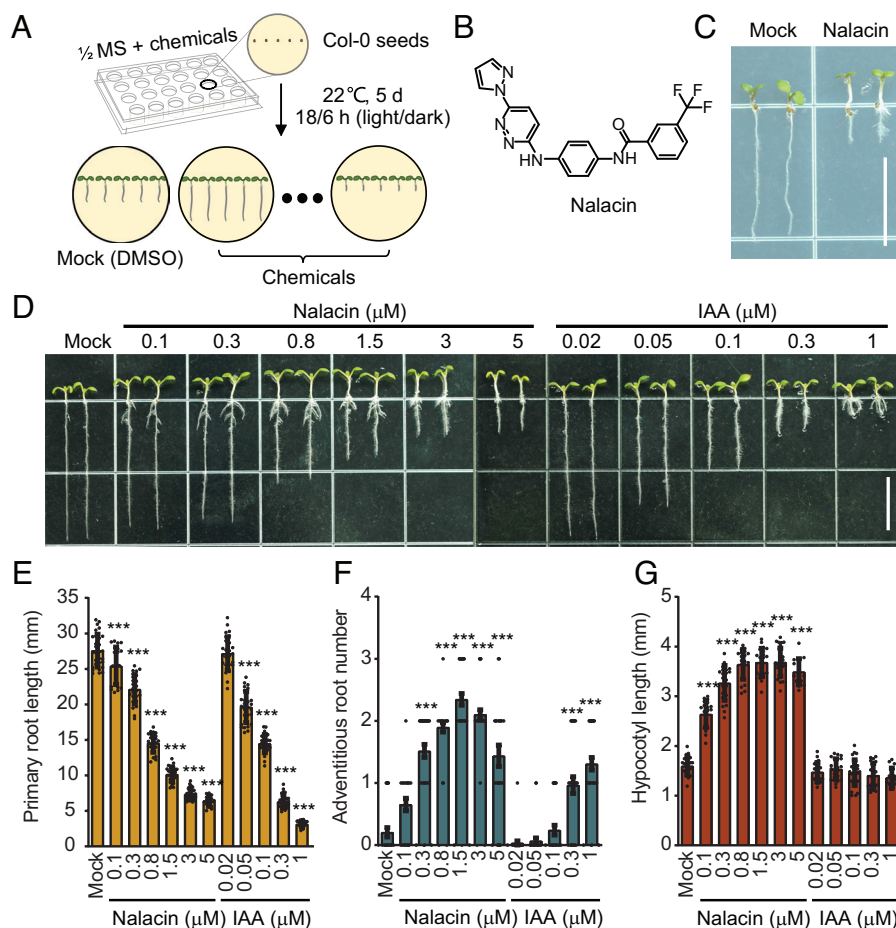 A
½ MS + chemicals
Col-0 seeds
22℃, 5 d
18/6 h (light/dark)
Mock (DMSO)
Chemicals
B
N
N
N
N
HN
O
NH
F
F
F
Nalacin
C
Mock Nalacin
D
Nalacin (μM) IAA (μM)
Mock 0.1 0.3 0.8 1.5 3 5 0.02 0.05 0.1 0.3 1
E
Primary root length (mm)
35
30
25
20
15
10
5
0
*** *** *** *** *** *** *** *** *** ***
Mock 0.1 0.3 0.8 1.5 3 5 0.02 0.05 0.1 0.3 1
Nalacin (μM) IAA (μM)
F
Adventitious root number
4
3
2
1
0
*** *** *** *** *** *** ***
Mock 0.1 0.3 0.8 1.5 3 5 0.02 0.05 0.1 0.3 1
Nalacin (μM) IAA (μM)
G
Hypocotyl length (mm)
5
4
3
2
1
0
*** *** *** *** *** ***
Mock 0.1 0.3 0.8 1.5 3 5 0.02 0.05 0.1 0.3 1
Nalacin (μM) IAA (μM)